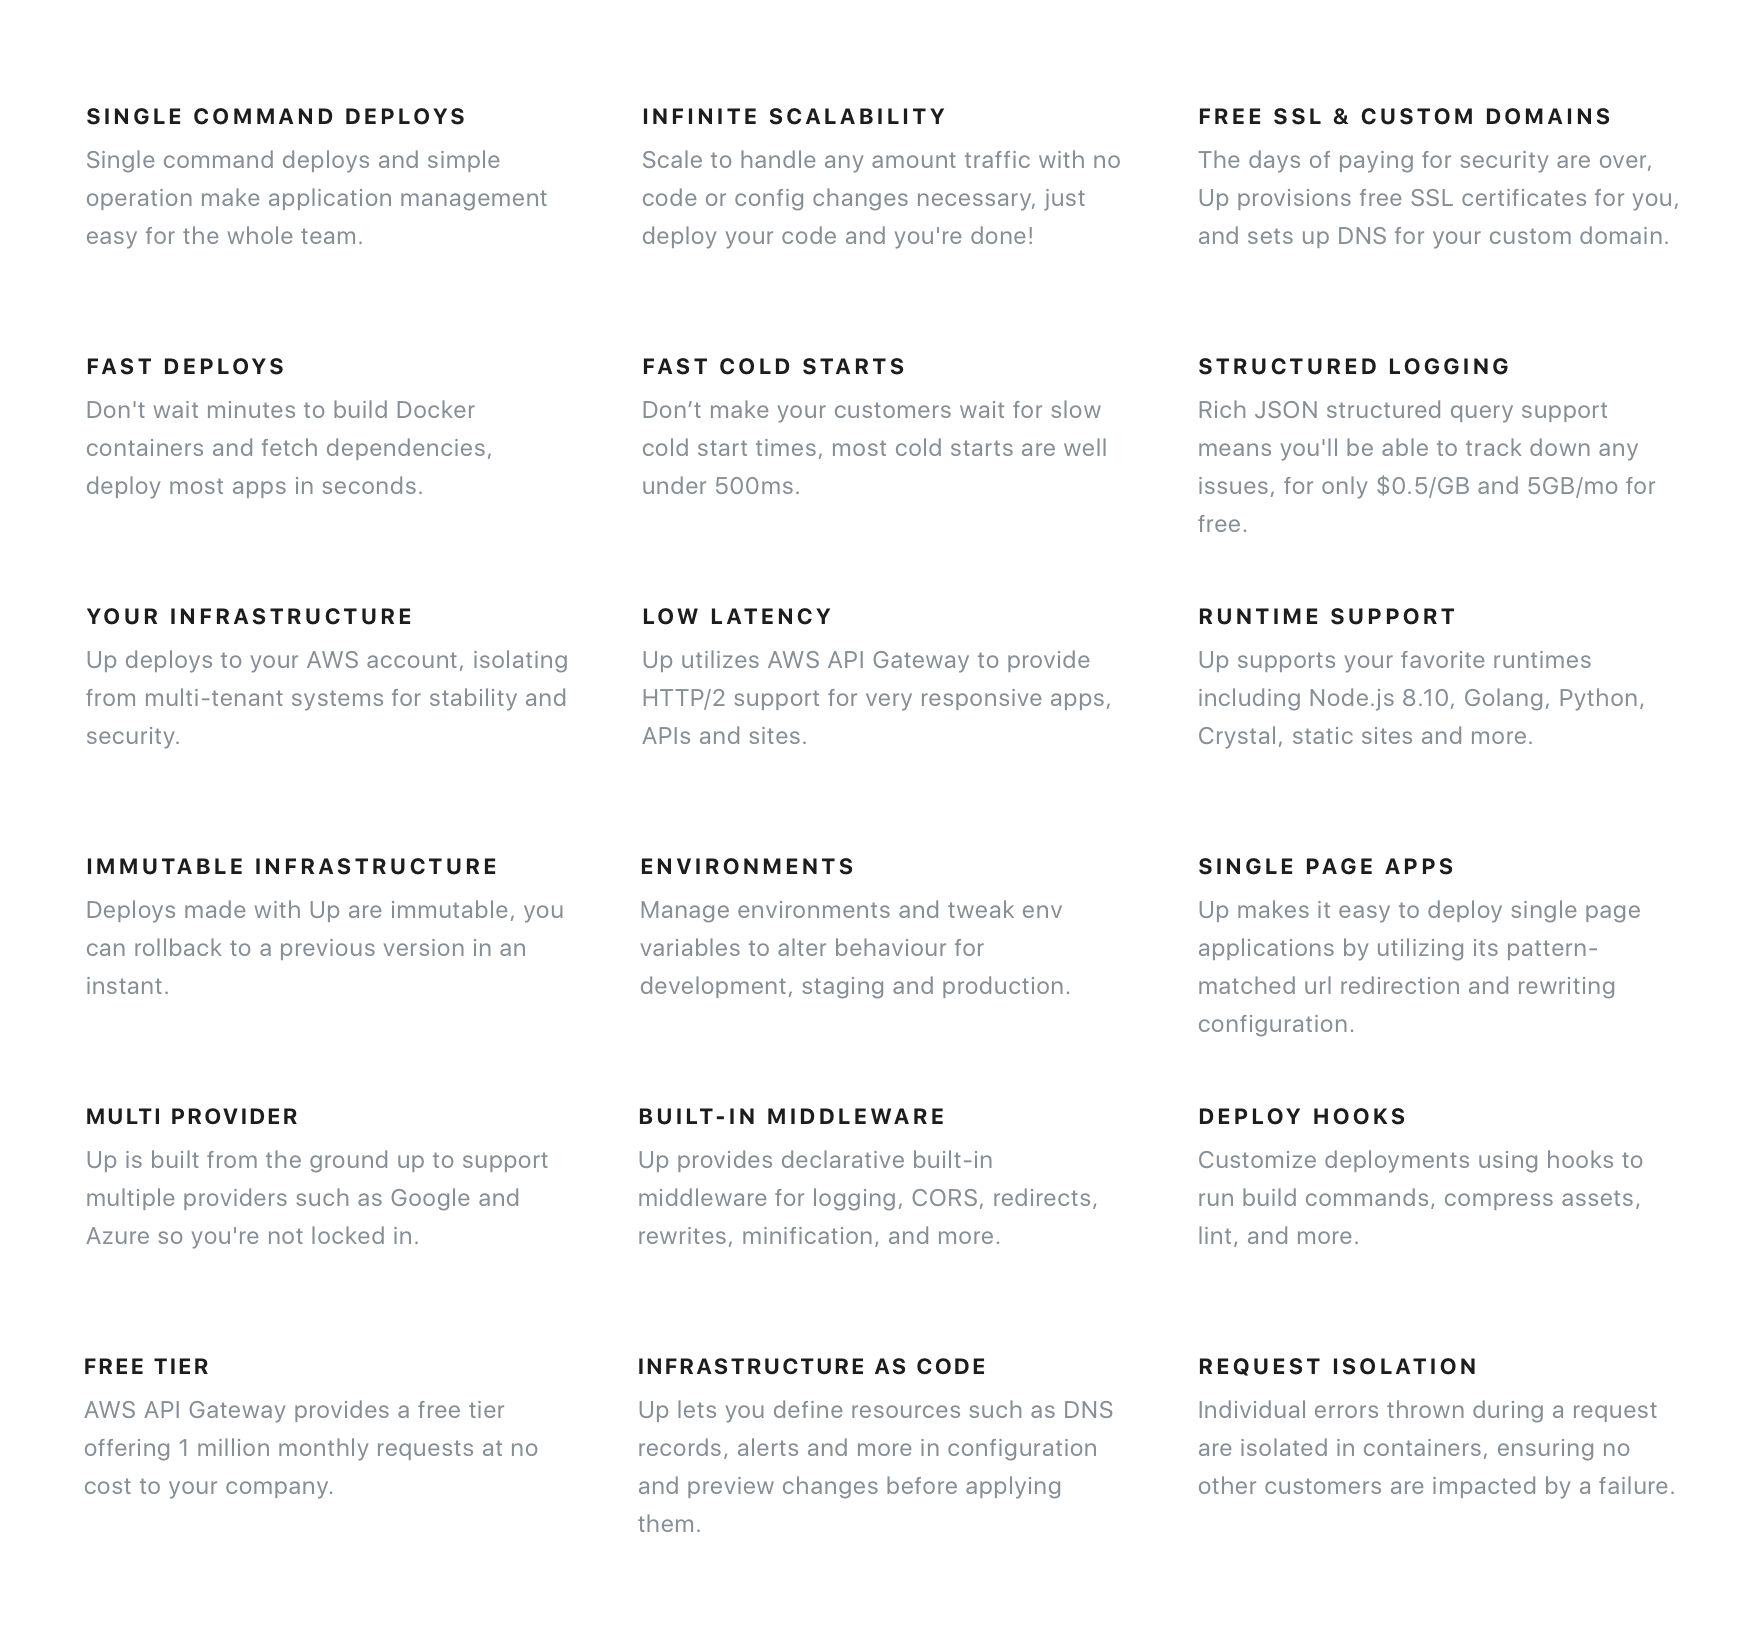 SINGLE COMMAND DEPLOYS
Single command deploys and simple
operation make application management
easy for the whole team.
INFINITE SCALABILITY
Scale to handle any amount traffic with no
code or config changes necessary, just
deploy your code and you're done!
FREE SSL & CUSTOM DOMAINS
The days of paying for security are over,
Up provisions free SSL certificates for you,
and sets up DNS for your custom domain.
FAST DEPLOYS
Don't wait minutes to build Docker
containers and fetch dependencies,
deploy most apps in seconds.
FAST COLD STARTS
Don’t make your customers wait for slow
cold start times, most cold starts are well
under 500ms.
STRUCTURED LOGGING
Rich JSON structured query support
means you'll be able to track down any
issues, for only $0.5/GB and 5GB/mo for
free.
YOUR INFRASTRUCTURE
Up deploys to your AWS account, isolating
from multi-tenant systems for stability and
security.
LOW LATENCY
Up utilizes AWS API Gateway to provide
HTTP/2 support for very responsive apps,
APIs and sites.
RUNTIME SUPPORT
Up supports your favorite runtimes
including Node.js 8.10, Golang, Python,
Crystal, static sites and more.
IMMUTABLE INFRASTRUCTURE
Deploys made with Up are immutable, you
can rollback to a previous version in an
instant.
ENVIRONMENTS
Manage environments and tweak env
variables to alter behaviour for
development, staging and production.
SINGLE PAGE APPS
Up makes it easy to deploy single page
applications by utilizing its pattern-
matched url redirection and rewriting
configuration.
MULTI PROVIDER
Up is built from the ground up to support
multiple providers such as Google and
Azure so you're not locked in.
BUILT-IN MIDDLEWARE
Up provides declarative built-in
middleware for logging, CORS, redirects,
rewrites, minification, and more.
DEPLOY HOOKS
Customize deployments using hooks to
run build commands, compress assets,
lint, and more.
FREE TIER
AWS API Gateway provides a free tier
offering 1 million monthly requests at no
cost to your company.
INFRASTRUCTURE AS CODE
Up lets you define resources such as DNS
records, alerts and more in configuration
and preview changes before applying
them.
REQUEST ISOLATION
Individual errors thrown during a request
are isolated in containers, ensuring no
other customers are impacted by a failure.